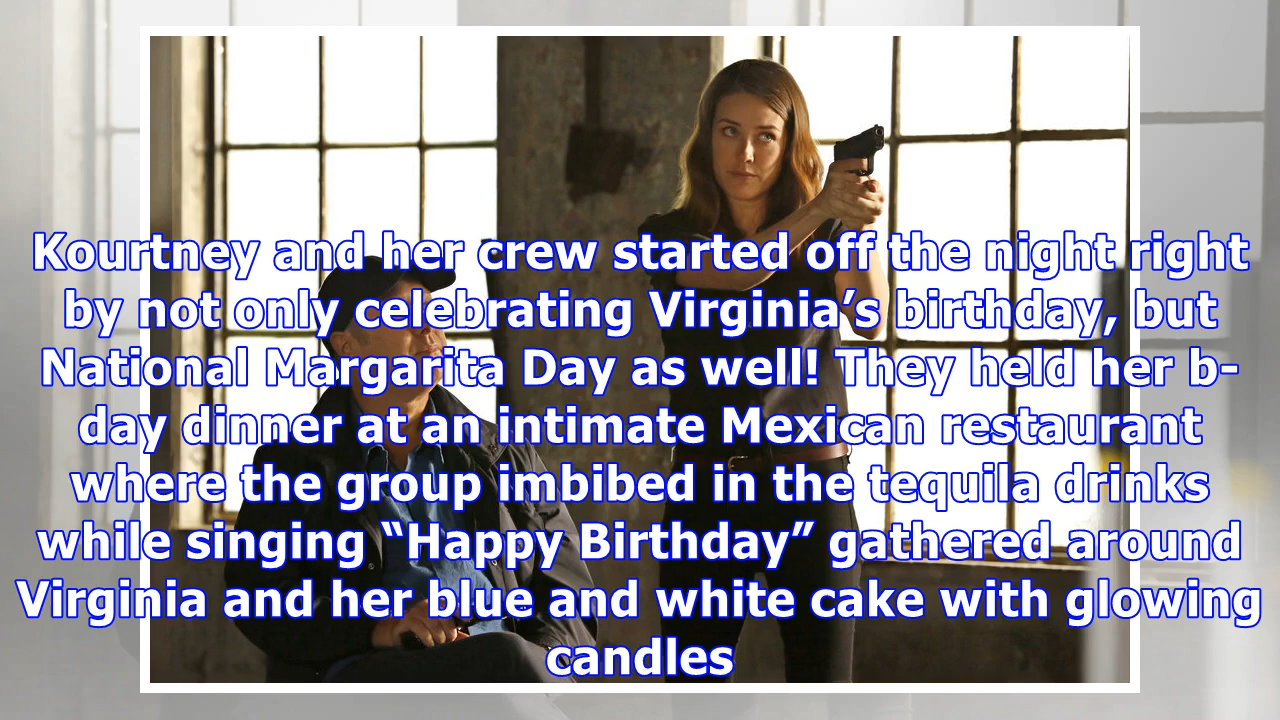 Kourtney and her crew started off the night right
by not only celebrating Virginia’s birthday, but
National Margarita Day as well! They held her b-
day dinner at an intimate Mexican restaurant
where the group imbibed in the tequila drinks
while singing “Happy Birthday” gathered around
Virginia and her blue and white cake with glowing
candles